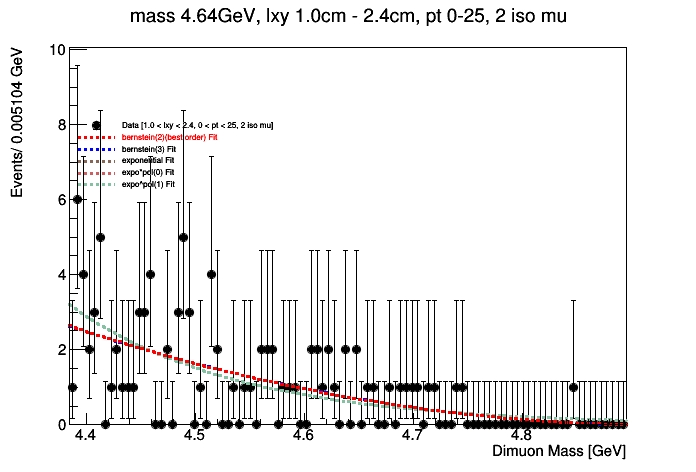 mass 4.64GeV, lxy 1.0cm - 2.4cm, pt 0-25, 2 iso mu
Events/ 0.005104 GeV
10
8
6
4
2
0
Data [1.0 < lxy < 2.4, 0 < pt < 25, 2 iso mu]
bernstein(2)(best order) Fit
bernstein(3) Fit
exponential Fit
expo*pol(0) Fit
expo*pol(1) Fit
4.4 4.5 4.6 4.7 4.8
Dimuon Mass [GeV]